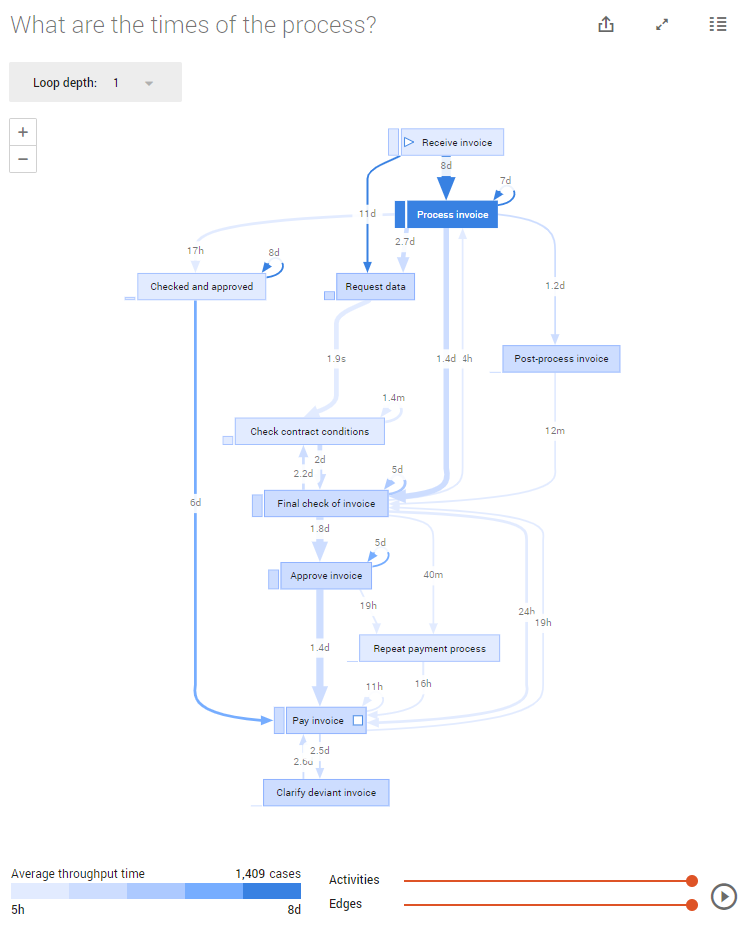 What are the times of the process?
Loop depth: 1
+
−
Receive invoice
8d
7d
11d
Process invoice
2.7d
17h
8d
Checked and approved
Request data
1.2d
1.9s
1.4d
4h
Post-process invoice
1.4m
Check contract conditions
12m
2d
2.2d
5d
6d
Final check of invoice
1.8d
5d
Approve invoice
40m
19h
24h
19h
1.4d
Repeat payment process
11h
16h
Pay invoice
2.5d
Clarify deviant invoice
Average throughput time 1,409 cases
5h 8d
Activities
Edges